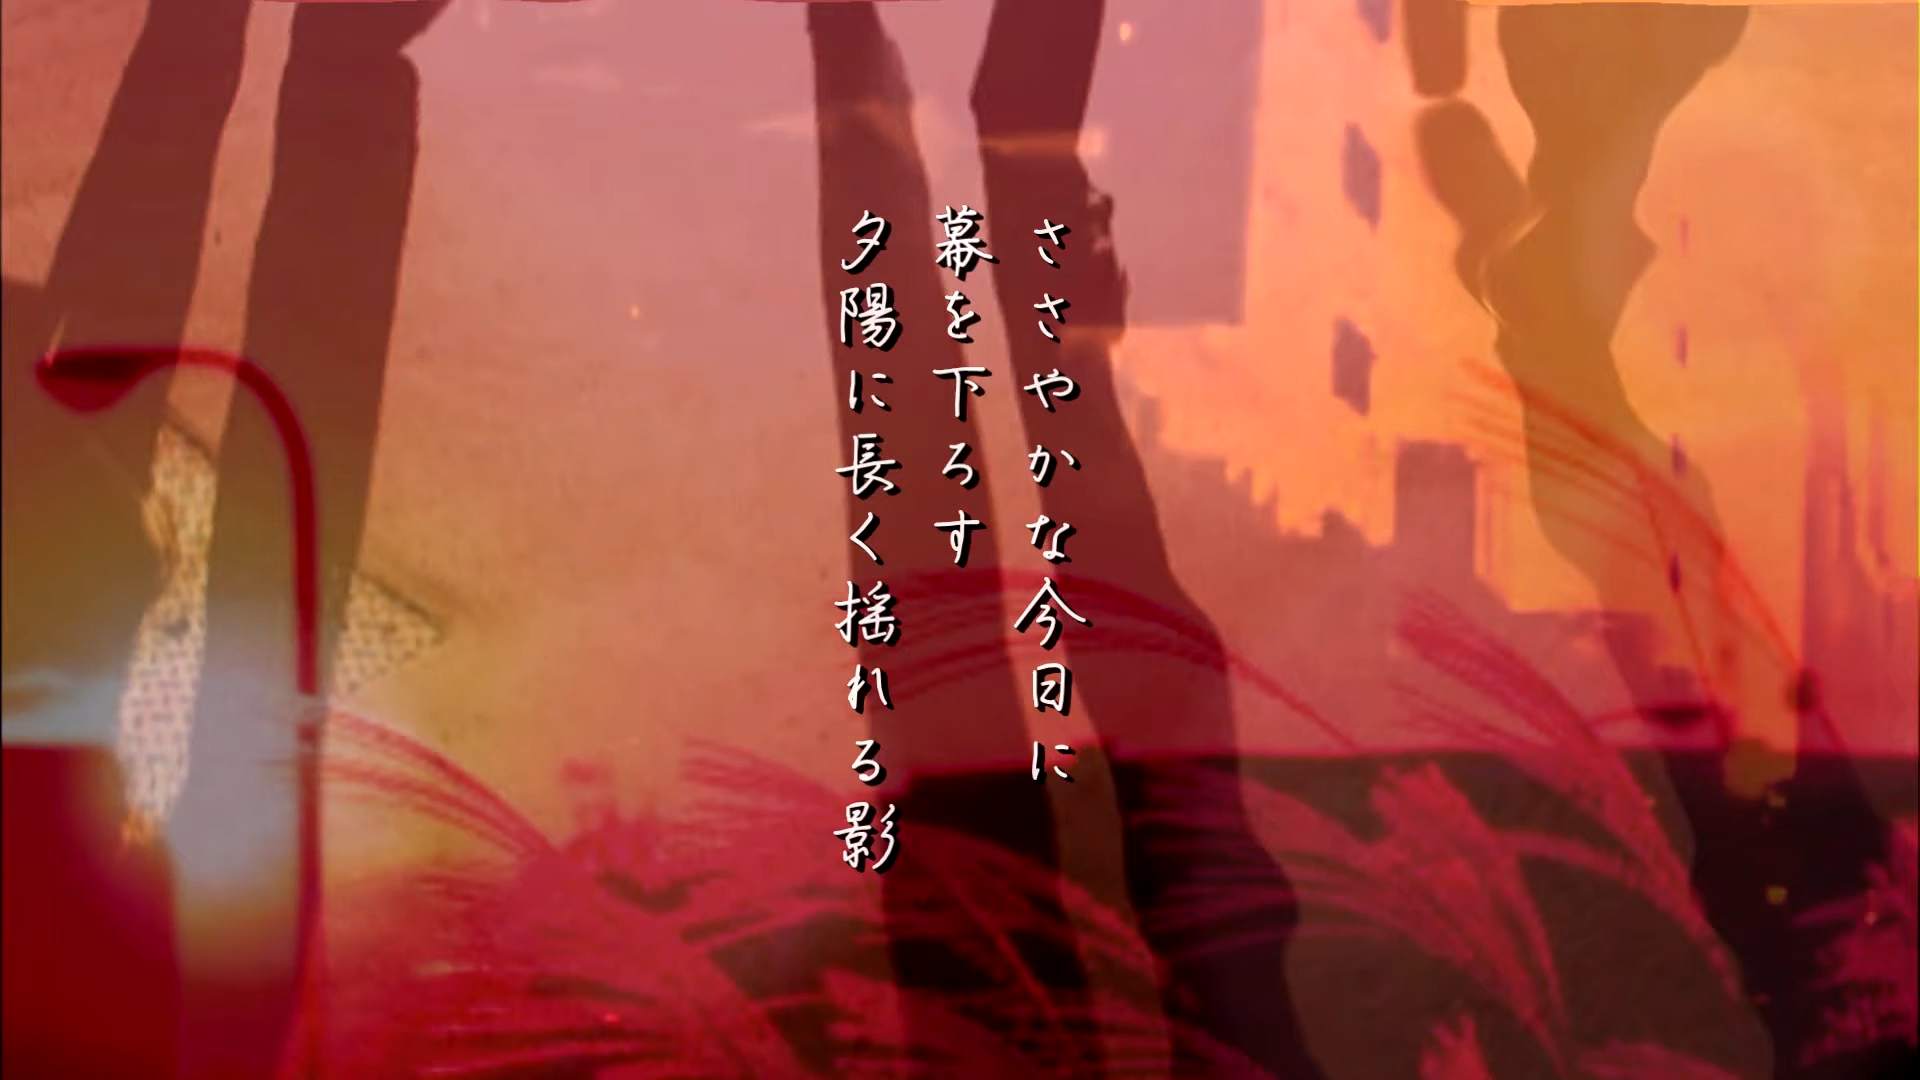 ささやかな今日に
幕を下ろす
夕陽に長く揺れる影